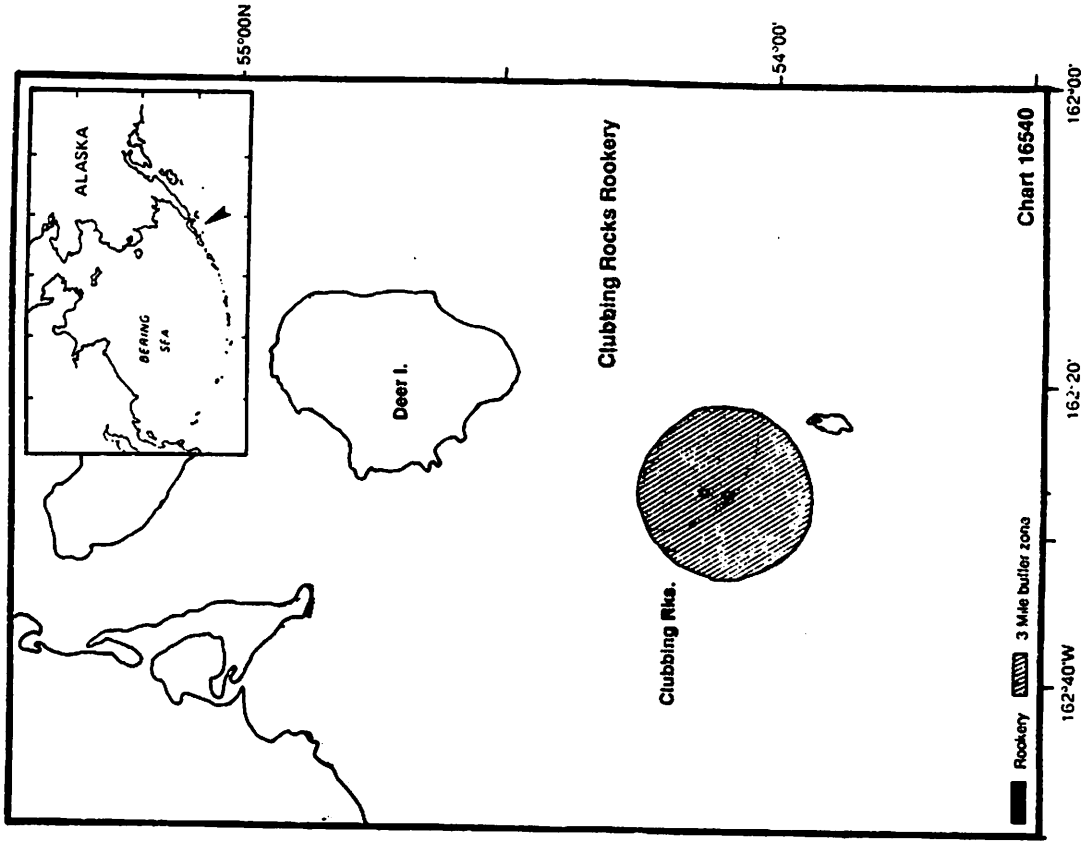 ALASKA
BERING
SEA
55°00N
Deer I.
Clubbing Rocks Rookery
Clubbing Rks.
54°00'
Rookery
3 Mile buffer zone
Chart 16540
162°40'W
162°20'
162°00'